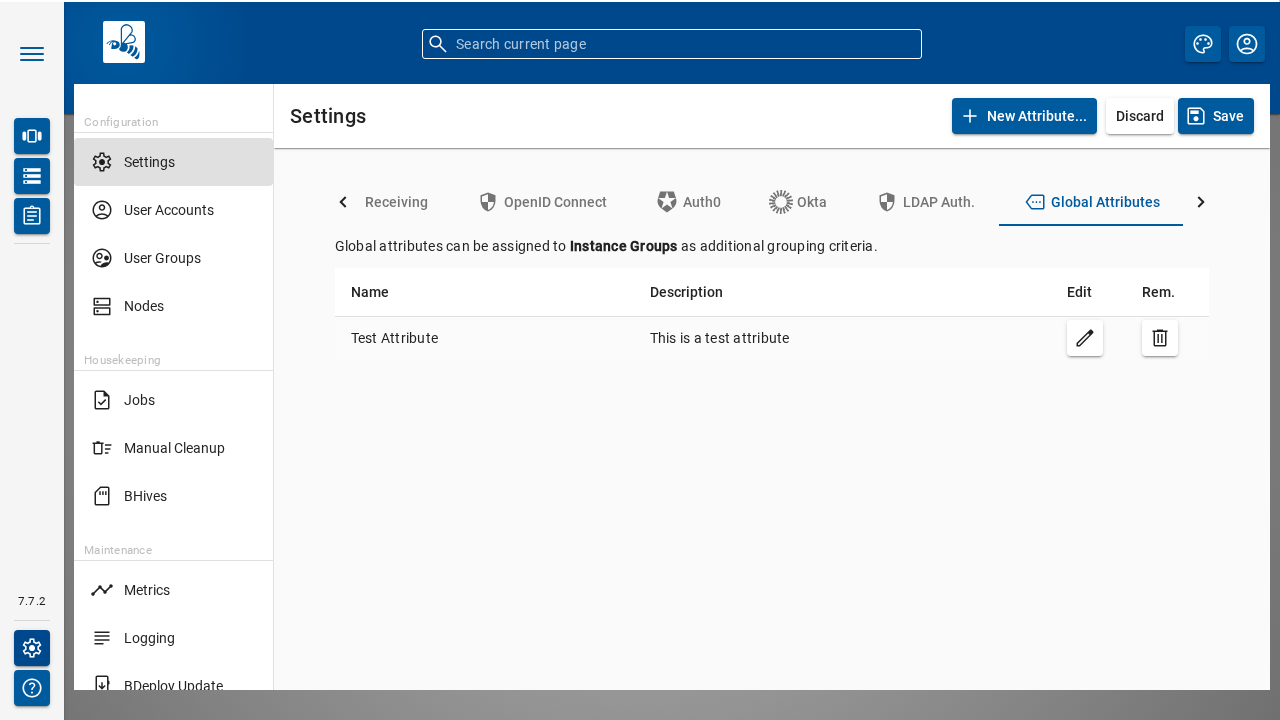 Search current page
Configuration
Settings
User Accounts
User Groups
Nodes
Housekeeping
Jobs
Manual Cleanup
BHives
Maintenance
Metrics
Logging
BDeploy Update
7.7.2
Settings
New Attribute...
Discard
Save
Receiving
OpenID Connect
Auth0
Okta
LDAP Auth.
Global Attributes
Global attributes can be assigned to Instance Groups as additional grouping criteria.
Name Description Edit Rem.
Test Attribute This is a test attribute